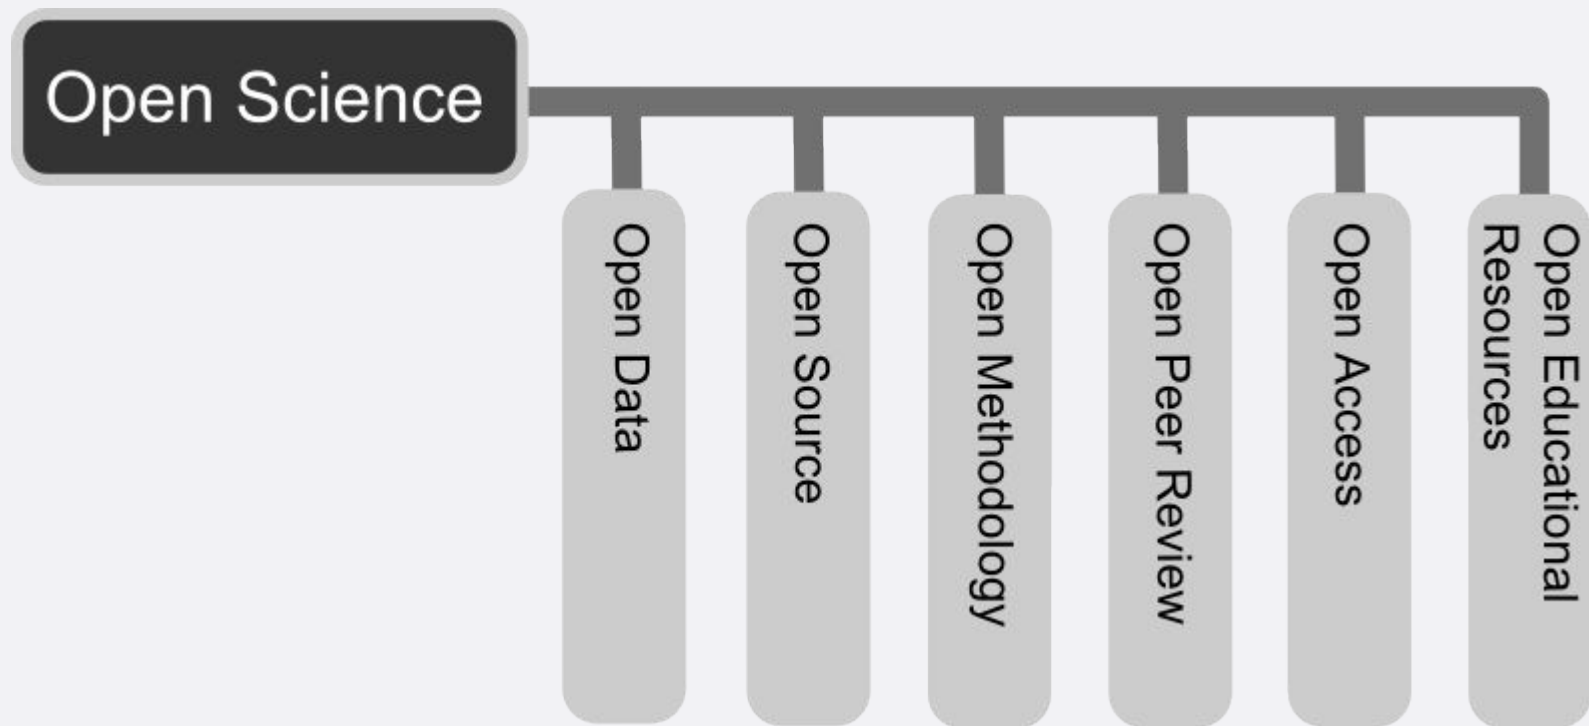 Open Science
Open Data
Open Source
Open Methodology
Open Peer Review
Open Access
Open Educational
Resources